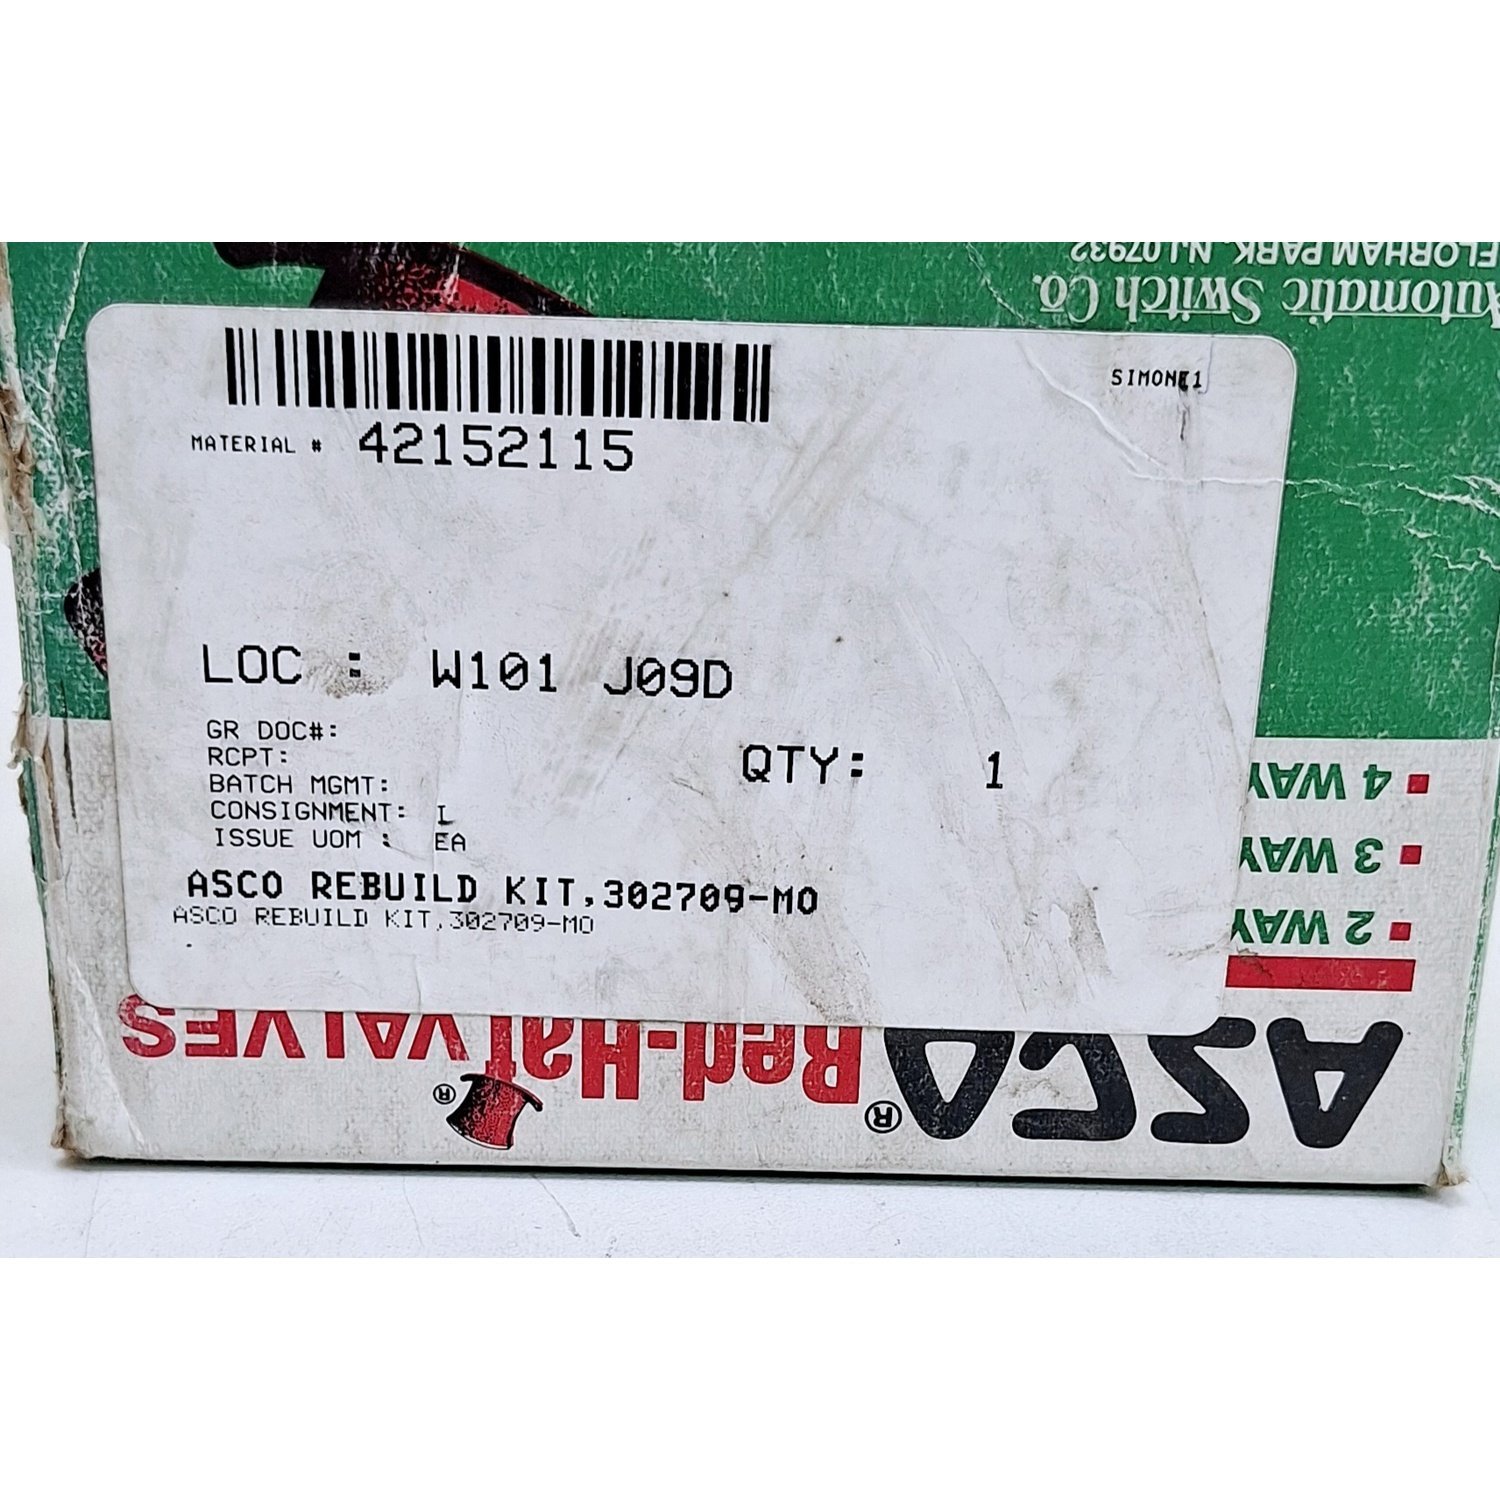 SIMONE1
MATERIAL # 42152115
LOC : W101 J09D
GR DOC#:
RCPT:
BATCH MGMT:
CONSIGNMENT: L
ISSUE UOM : EA
QTY: 1
ASCO REBUILD KIT,302709-MO
ASCO REBUILD KIT,302709-MO
ASCO® Red-Hat® VALVES
2 WAY
3 WAY
4 WAY
Automatic Switch Co.
FLORHAM PARK, NJ 07932